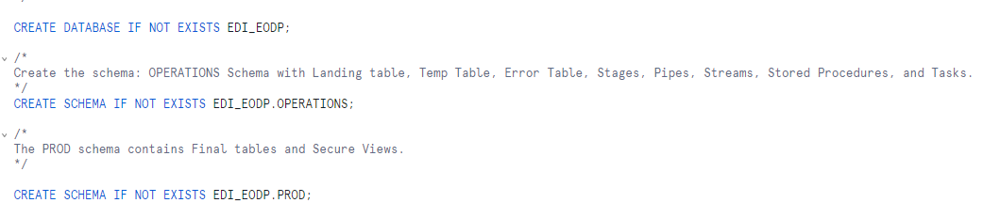 CREATE DATABASE IF NOT EXISTS EDI_EODP;
/*
Create the schema: OPERATIONS Schema with Landing table, Temp Table, Error Table, Stages, Pipes, Streams, Stored Procedures, and Tasks.
*/
CREATE SCHEMA IF NOT EXISTS EDI_EODP.OPERATIONS;
/*
The PROD schema contains Final tables and Secure Views.
*/
CREATE SCHEMA IF NOT EXISTS EDI_EODP.PROD;